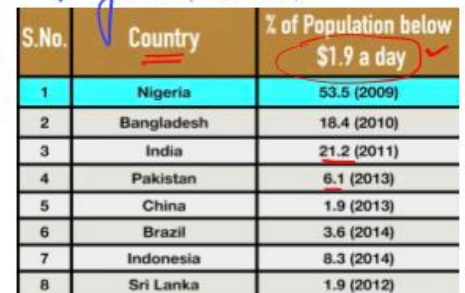 S.No. Country % of Population below $1.9 a day
1 Nigeria 53.5 (2009)
2 Bangladesh 18.4 (2010)
3 India 21.2 (2011)
4 Pakistan 6.1 (2013)
5 China 1.9 (2013)
6 Brazil 3.6 (2014)
7 Indonesia 8.3 (2014)
8 Sri Lanka 1.9 (2012)